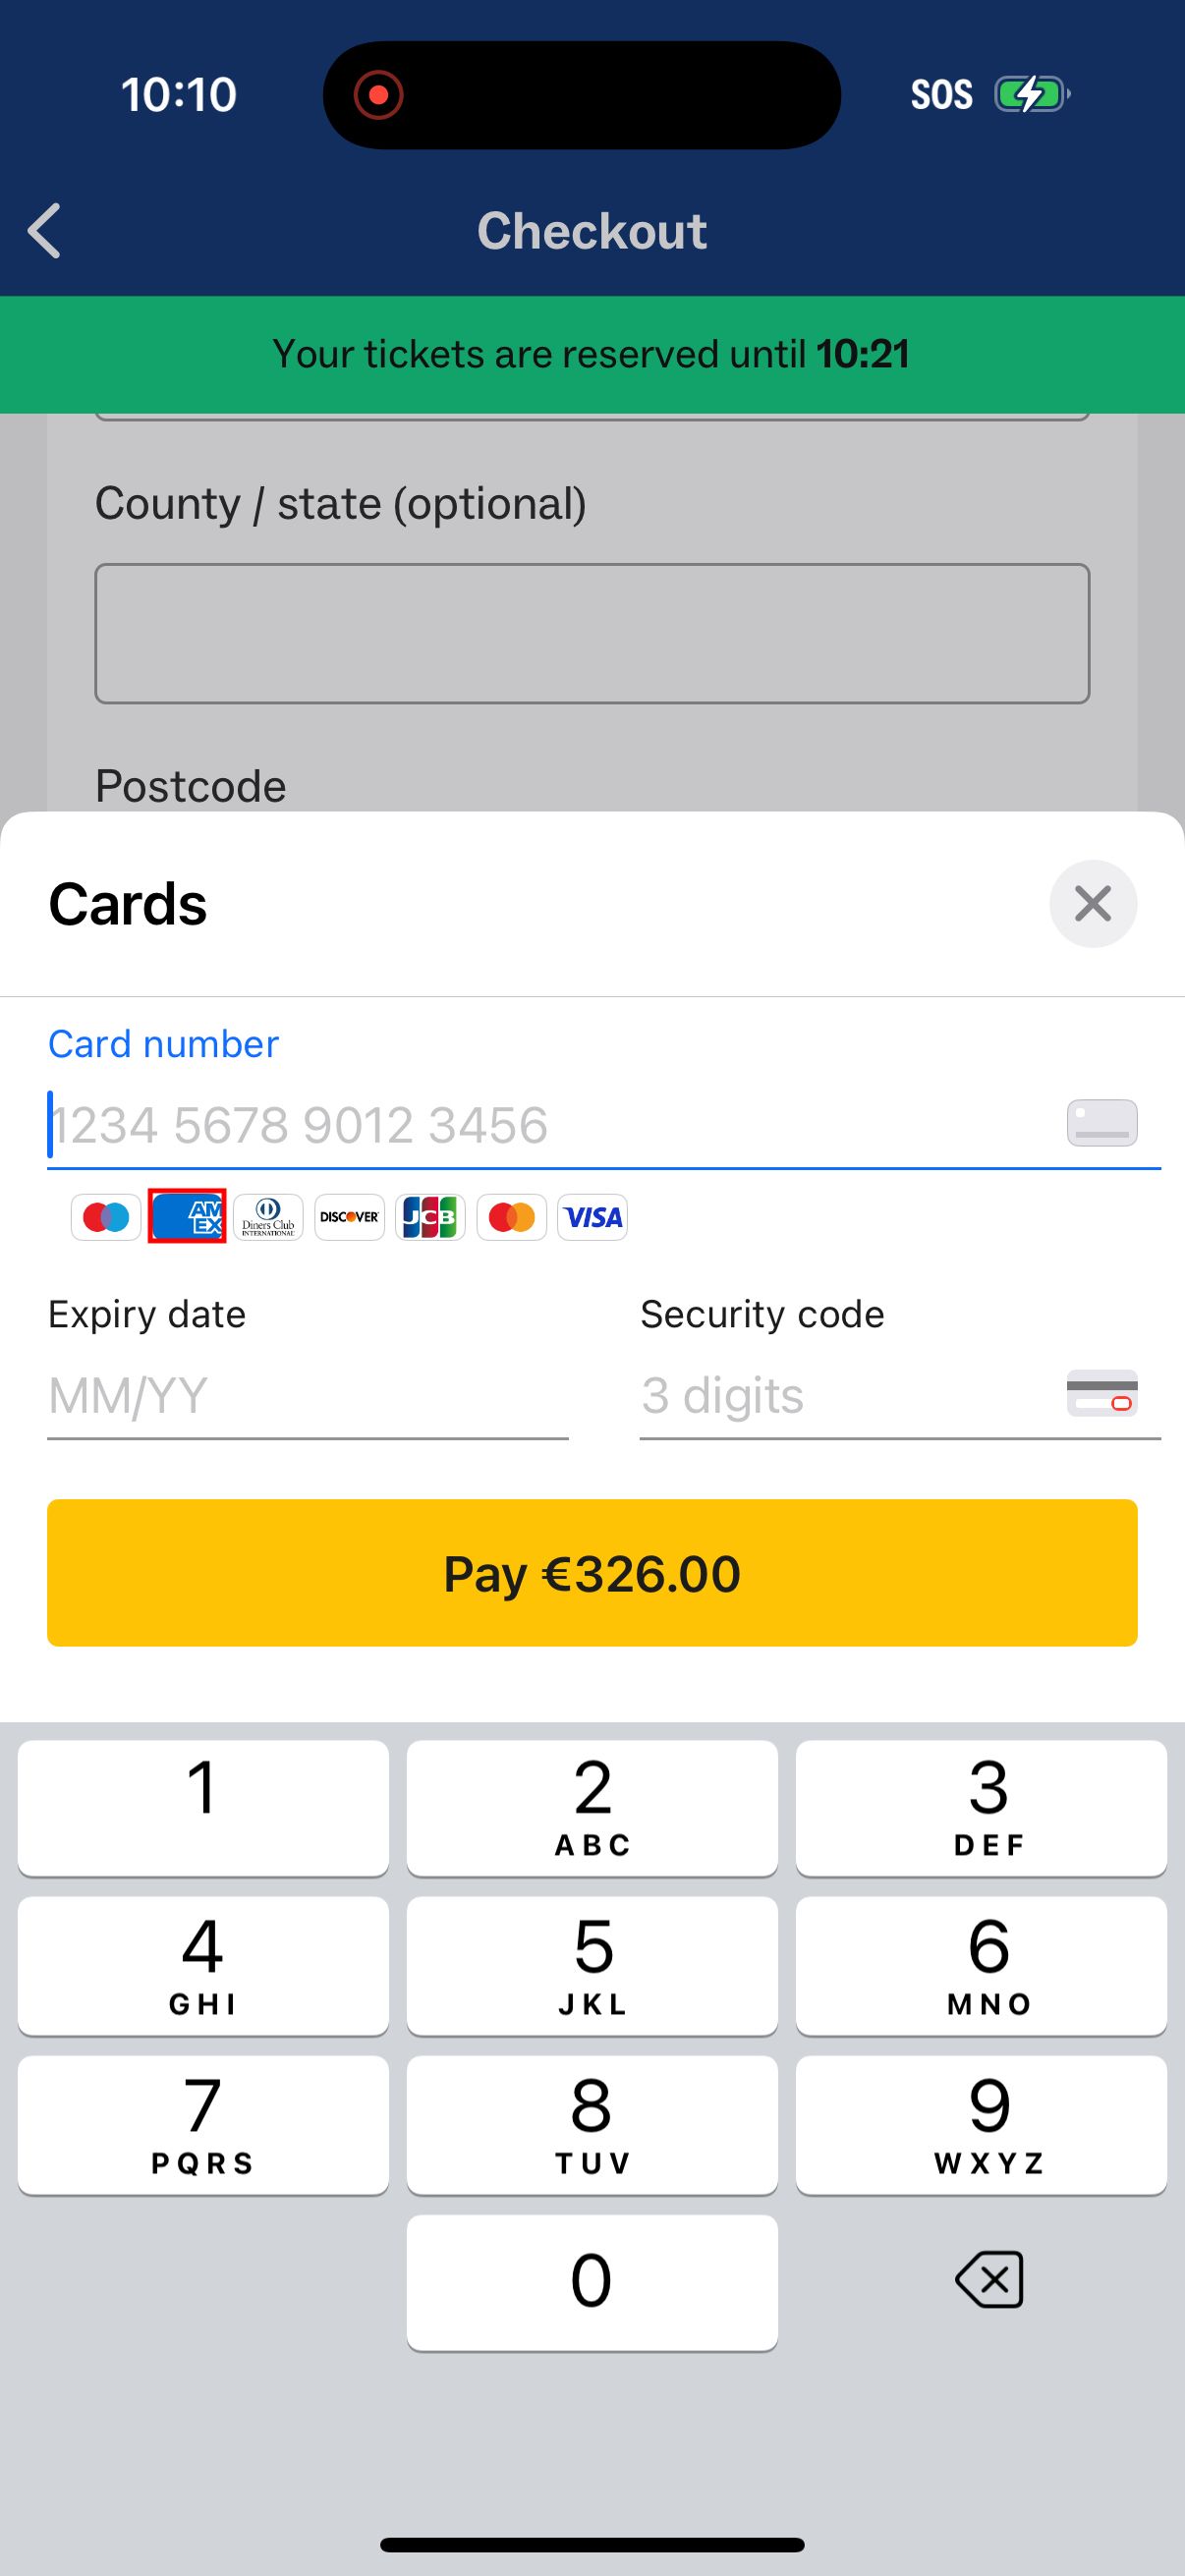 10:10
SOS
Checkout
Your tickets are reserved until 10:21
County / state (optional)
Postcode
Cards
Card number
1234 5678 9012 3456
AM
EX
Diners Club
INTERNATIONAL
DISCOVER
JCB
VISA
Expiry date
Security code
MM/YY
3 digits
Pay €326.00
1
2
3
ABC
DEF
4
5
6
GHI
JKL
MNO
7
8
9
PQRS
TUV
WXYZ
0